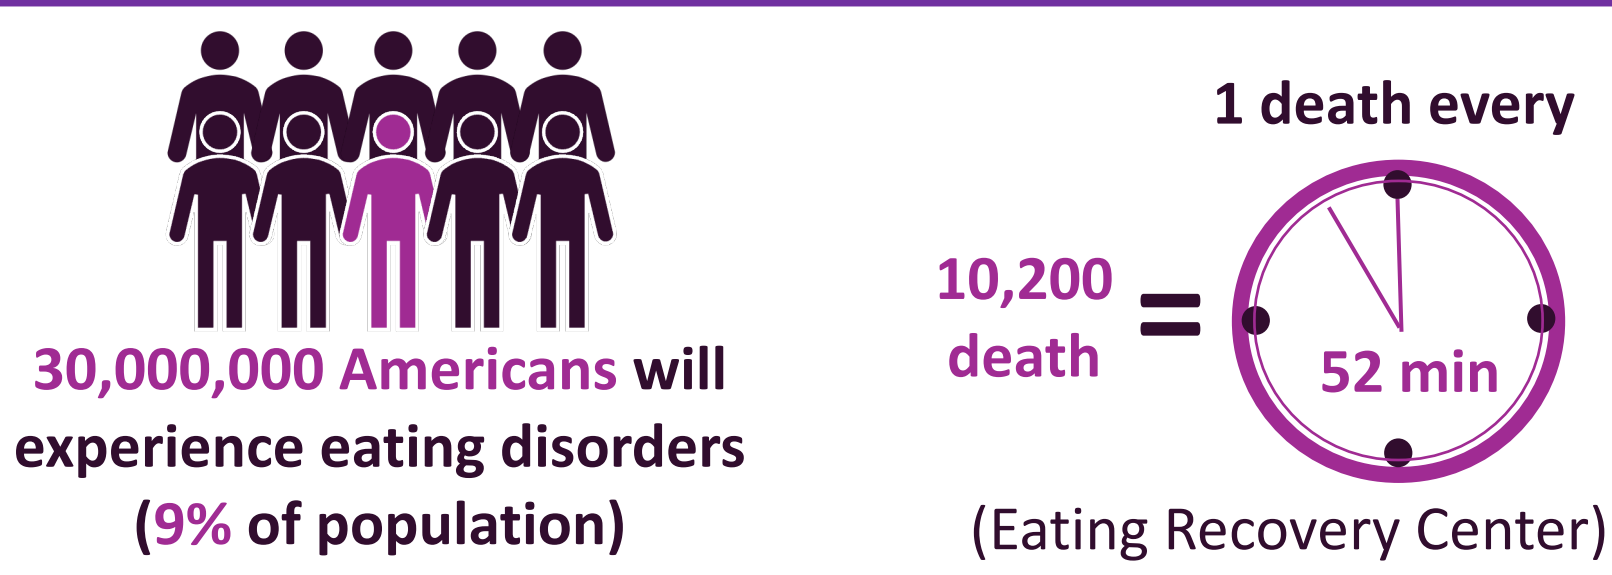 30,000,000 Americans will
experience eating disorders
(9% of population)
1 death every
10,200
death
=
52 min
(Eating Recovery Center)